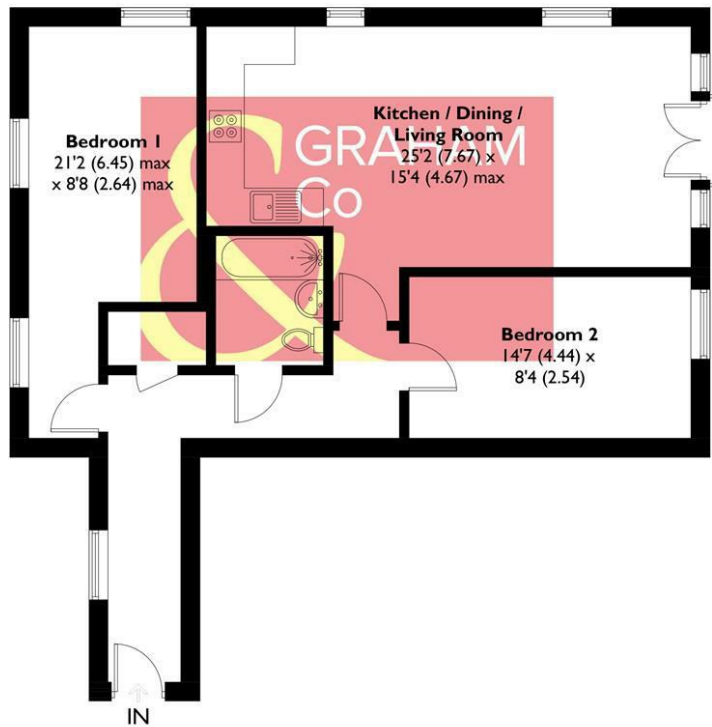 Bedroom 1
21'2 (6.45) max
x 8'8 (2.64) max
Kitchen / Dining /
Living Room
25'2 (7.67) x
15'4 (4.67) max
& GRAHAM
Co
Bedroom 2
14'7 (4.44) x
8'4 (2.54)
IN